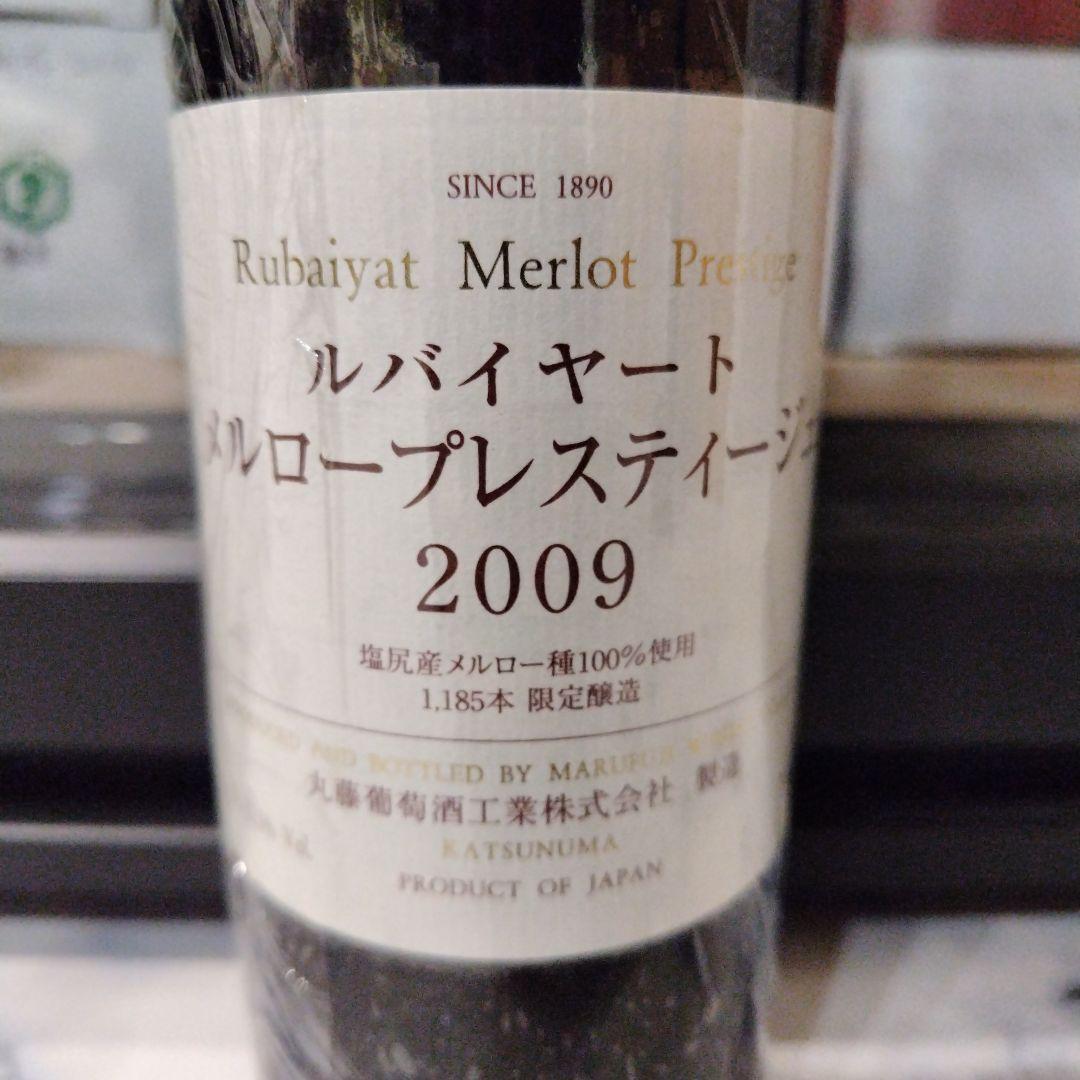 SINCE 1890
Rubaiyat Merlot Prestige
ルバイヤート
メルロープレスティージュ
2009
塩尻産メルロー種100%使用
1,185本 限定醸造
AND BOTTLED BY MARUFUJI
丸藤葡萄酒工業株式会社 製造
KATSUNUMA
PRODUCT OF JAPAN